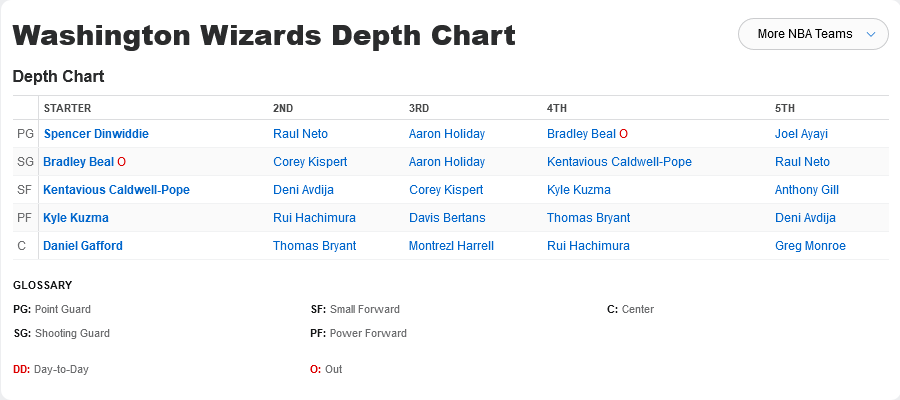 Washington Wizards Depth Chart
More NBA Teams
Depth Chart
STARTER 2ND 3RD 4TH 5TH
PG Spencer Dinwiddie Raul Neto Aaron Holiday Bradley Beal O Joel Ayayi
SG Bradley Beal O Corey Kispert Aaron Holiday Kentavious Caldwell-Pope Raul Neto
SF Kentavious Caldwell-Pope Deni Avdija Corey Kispert Kyle Kuzma Anthony Gill
PF Kyle Kuzma Rui Hachimura Davis Bertans Thomas Bryant Deni Avdija
C Daniel Gafford Thomas Bryant Montrezl Harrell Rui Hachimura Greg Monroe
GLOSSARY
PG: Point Guard SF: Small Forward C: Center
SG: Shooting Guard PF: Power Forward
DD: Day-to-Day O: Out